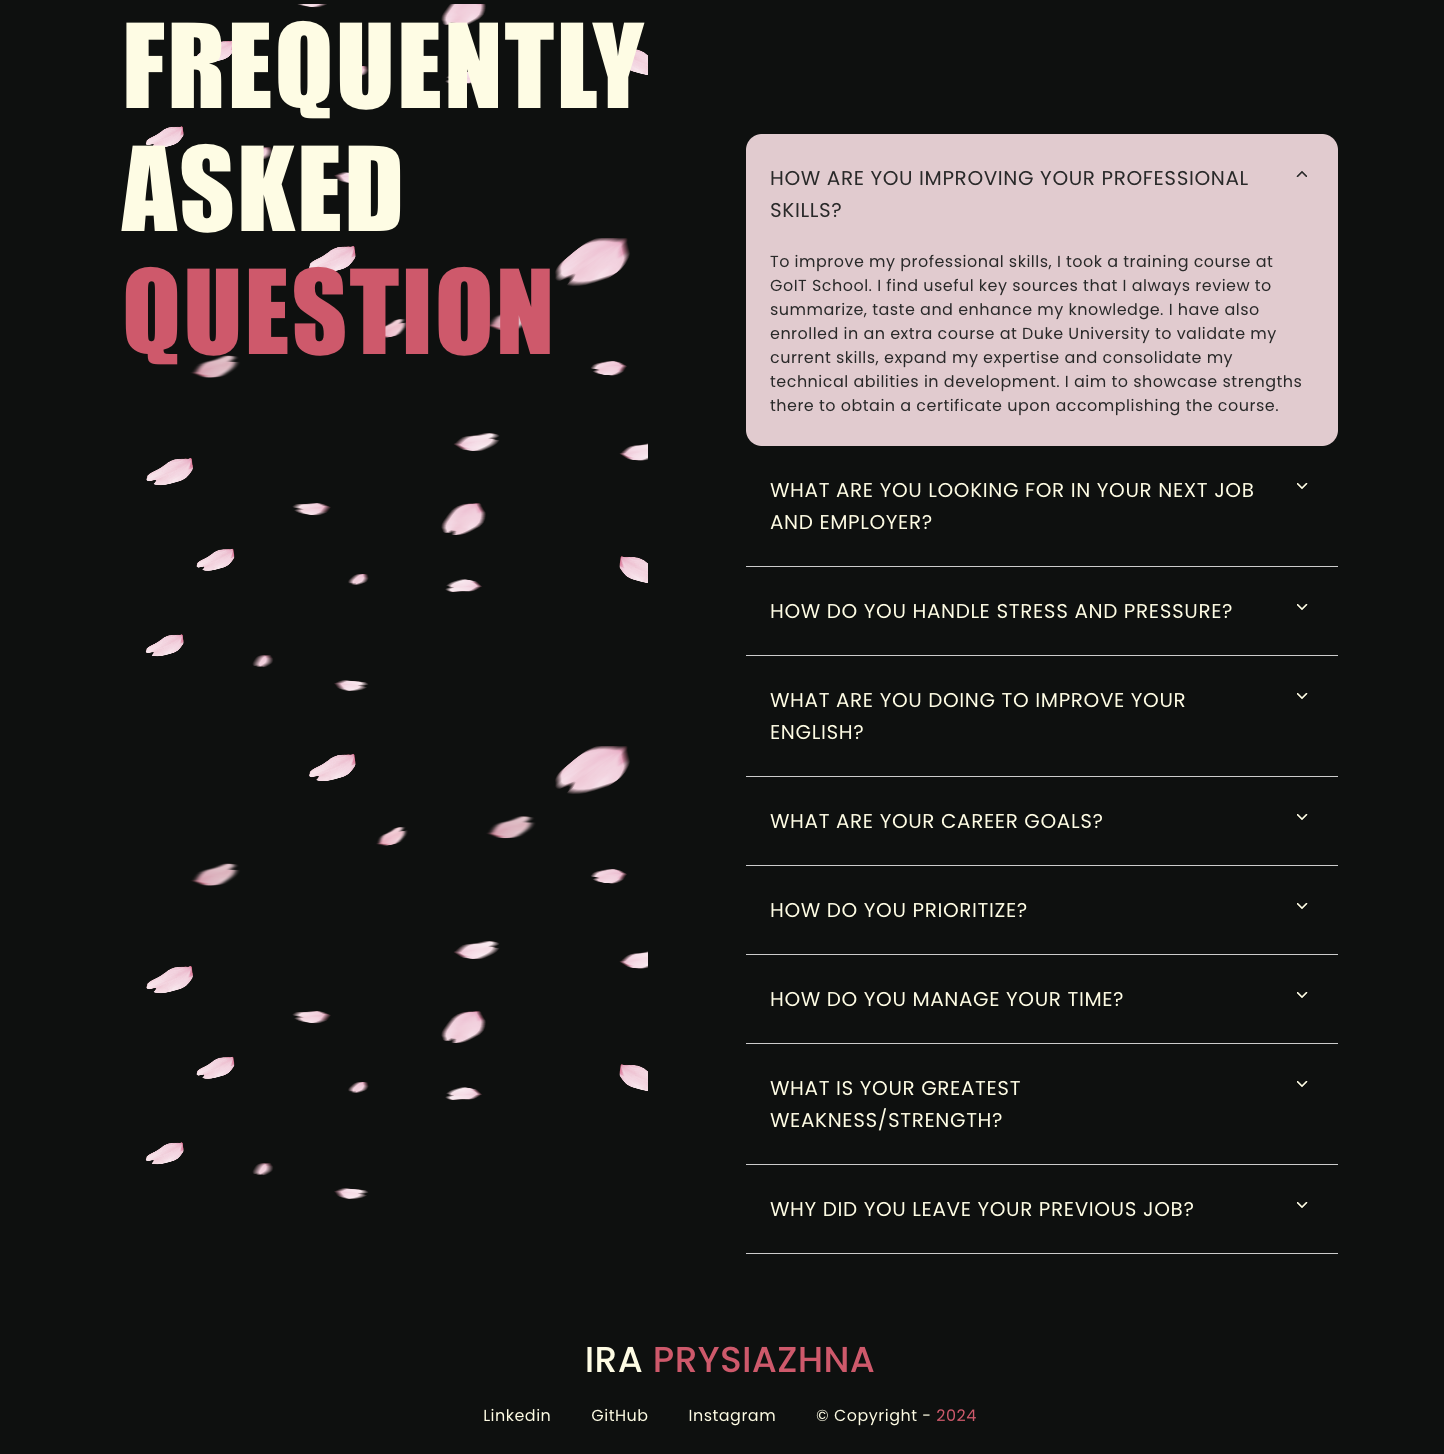 FREQUENTLY
ASKED
QUESTION
HOW ARE YOU IMPROVING YOUR PROFESSIONAL
SKILLS?
To improve my professional skills, I took a training course at
GoIT School. I find useful key sources that I always review to
summarize, taste and enhance my knowledge. I have also
enrolled in an extra course at Duke University to validate my
current skills, expand my expertise and consolidate my
technical abilities in development. I aim to showcase strengths
there to obtain a certificate upon accomplishing the course.
WHAT ARE YOU LOOKING FOR IN YOUR NEXT JOB
AND EMPLOYER?
HOW DO YOU HANDLE STRESS AND PRESSURE?
WHAT ARE YOU DOING TO IMPROVE YOUR
ENGLISH?
WHAT ARE YOUR CAREER GOALS?
HOW DO YOU PRIORITIZE?
HOW DO YOU MANAGE YOUR TIME?
WHAT IS YOUR GREATEST
WEAKNESS/STRENGTH?
WHY DID YOU LEAVE YOUR PREVIOUS JOB?
IRA PRYSIAZHNA
Linkedin GitHub Instagram © Copyright - 2024